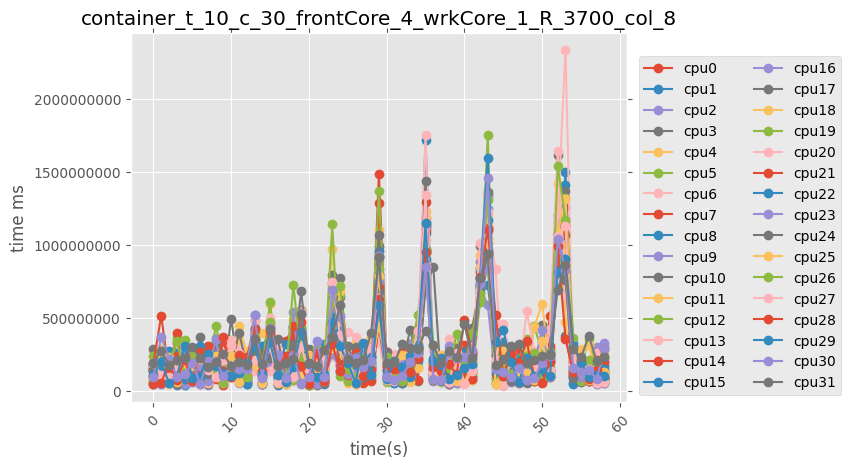 container_t_10_c_30_frontCore_4_wrkCore_1_R_3700_col_8
time ms
2000000000
1500000000
1000000000
500000000
0
0
10
20
30
40
50
60
time(s)
cpu0
cpu1
cpu2
cpu3
cpu4
cpu5
cpu6
cpu7
cpu8
cpu9
cpu10
cpu11
cpu12
cpu13
cpu14
cpu15
cpu16
cpu17
cpu18
cpu19
cpu20
cpu21
cpu22
cpu23
cpu24
cpu25
cpu26
cpu27
cpu28
cpu29
cpu30
cpu31